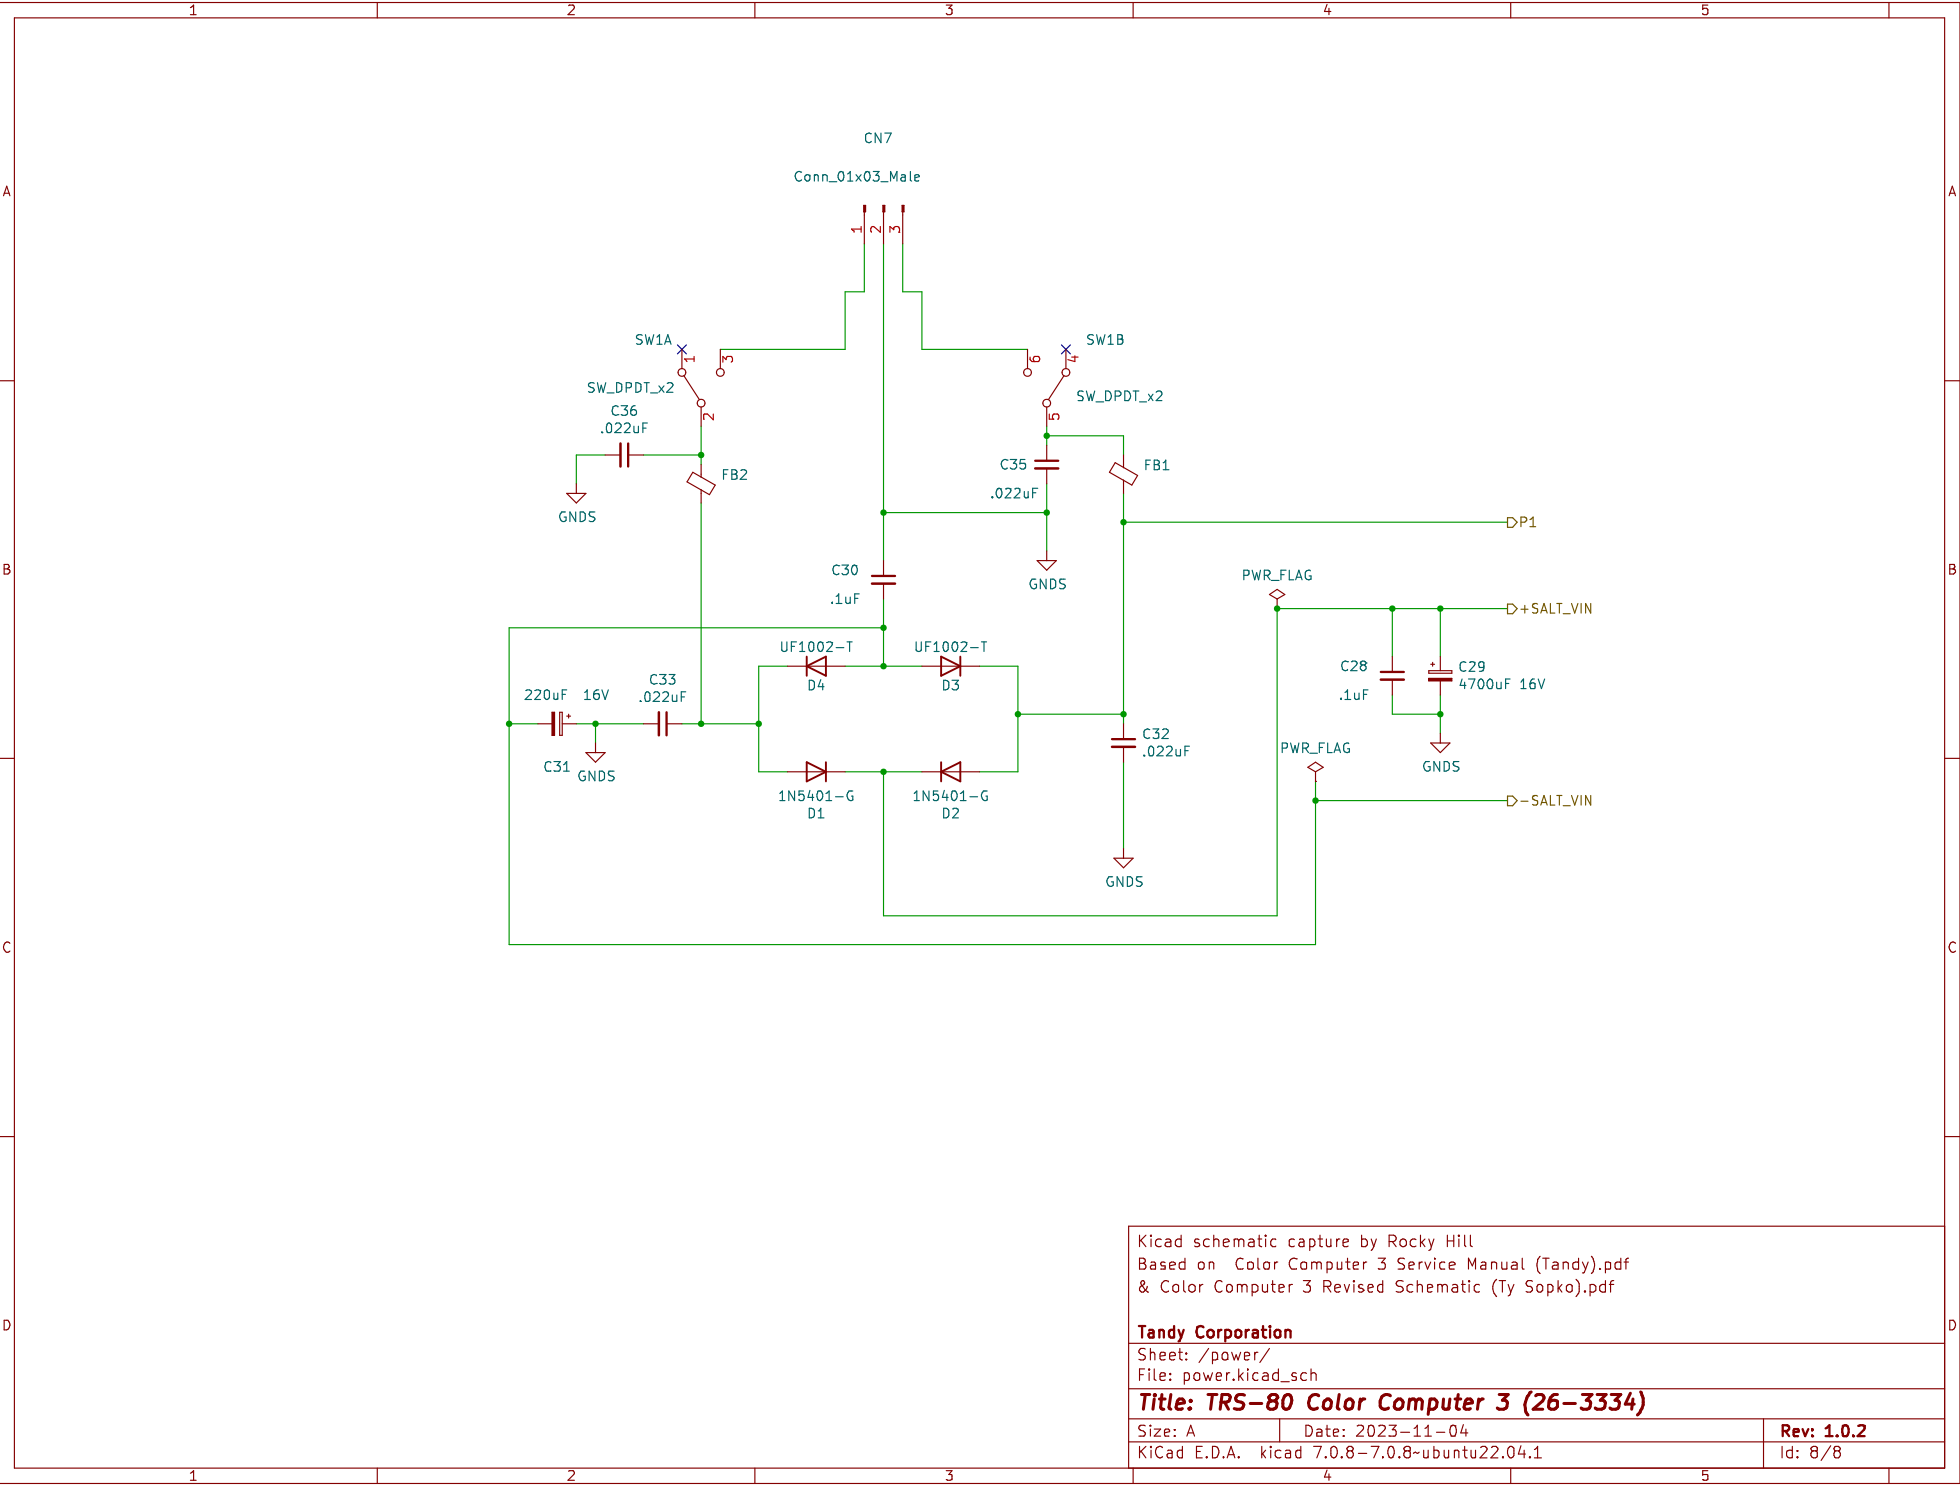 1 2 3 4 5
A A
B B
C C
D D
CN7
Conn_01x03_Male
1 2 3
SW1A
1 3
SW_DPDT_x2
2
SW1B
6 4
SW_DPDT_x2
5
C36
.022uF
GNDS
FB2
C35
.022uF
FB1
GNDS
P1
C30
.1uF
PWR_FLAG
+SALT_VIN
UF1002-T
D4
UF1002-T
D3
C28
.1uF
+
C29
4700uF 16V
GNDS
220uF 16V
+
C31
GNDS
C33
.022uF
C32
.022uF
GNDS
PWR_FLAG
-SALT_VIN
1N5401-G
D1
1N5401-G
D2
Kicad schematic capture by Rocky Hill
Based on Color Computer 3 Service Manual (Tandy).pdf
& Color Computer 3 Revised Schematic (Ty Sopko).pdf
Tandy Corporation
Sheet: /power/
File: power.kicad_sch
Title: TRS-80 Color Computer 3 (26-3334)
Size: A Date: 2023-11-04 Rev: 1.0.2
KiCad E.D.A. kicad 7.0.8-7.0.8~ubuntu22.04.1 Id: 8/8
1 2 3 4 5